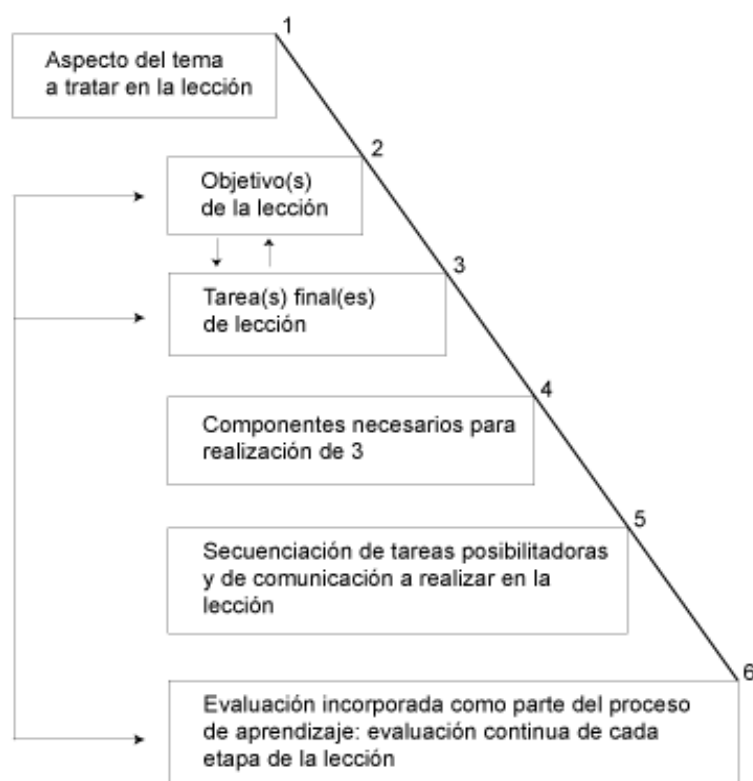 1
Aspecto del tema
a tratar en la lección
2
Objetivo(s)
de la lección
3
Tarea(s) final(es)
de lección
4
Componentes necesarios para
realización de 3
5
Secuenciación de tareas posibilitadoras
y de comunicación a realizar en la
lección
6
Evaluación incorporada como parte del proceso
de aprendizaje: evaluación continua de cada
etapa de la lección